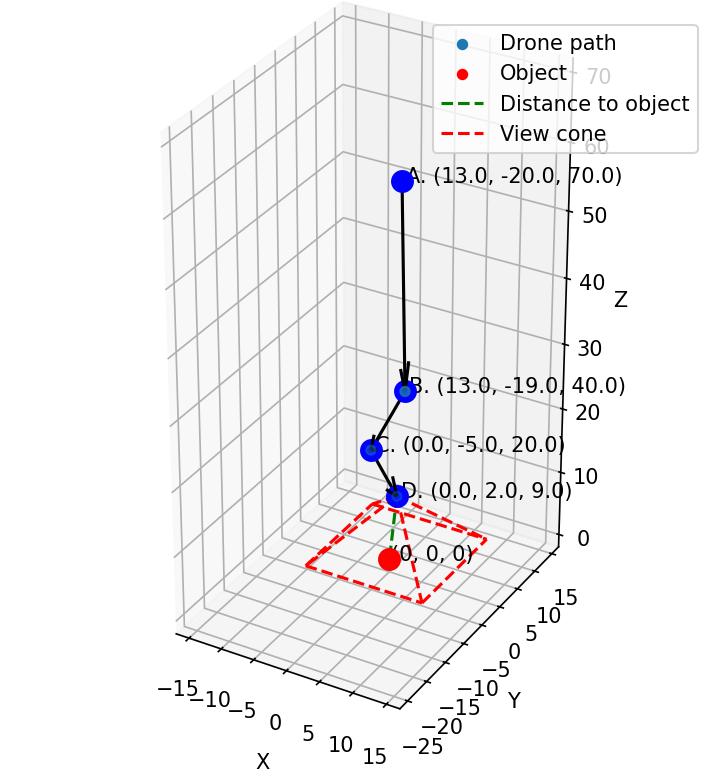 Drone path
Object
Distance to object
View cone
70
60
50
40
30
20
10
0
Z
A. (13.0, -20.0, 70.0)
B. (13.0, -19.0, 40.0)
C. (0.0, -5.0, 20.0)
D. (0.0, 2.0, 9.0)
(0, 0, 0)
15
10
5
0
−5
−10
−15
−20
−25
Y
−15
−10
−5
0
5
10
15
X